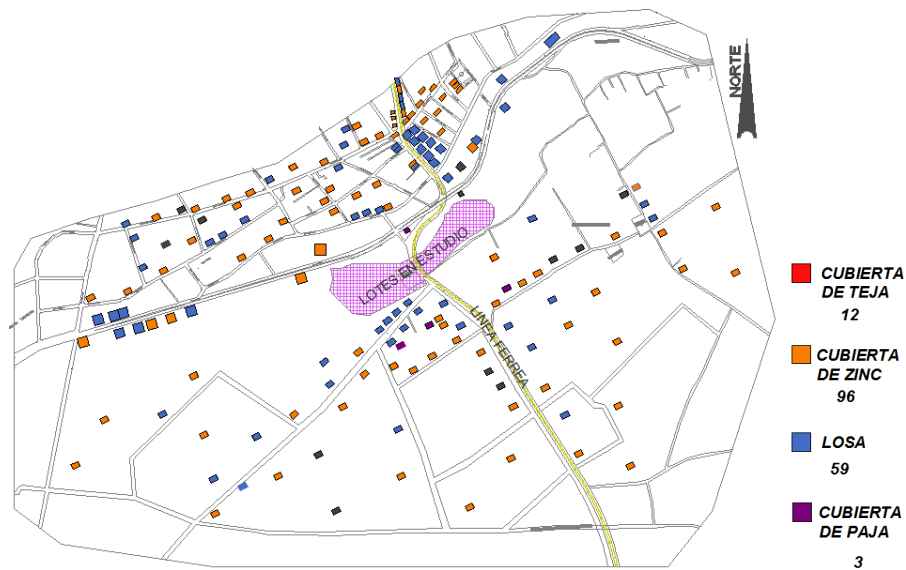 NORTE
LOTES EN ESTUDIO
LINEA FERREA
CUBIERTA
DE TEJA
12
CUBIERTA
DE ZINC
96
LOSA
59
CUBIERTA
DE PAJA
3